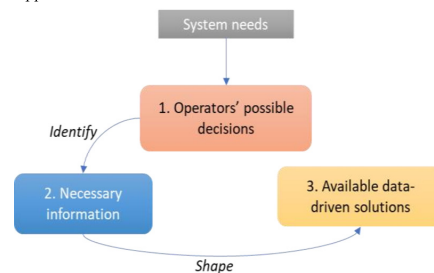 System needs
1. Operators' possible
decisions
Identify
2. Necessary
information
3. Available data-
driven solutions
Shape